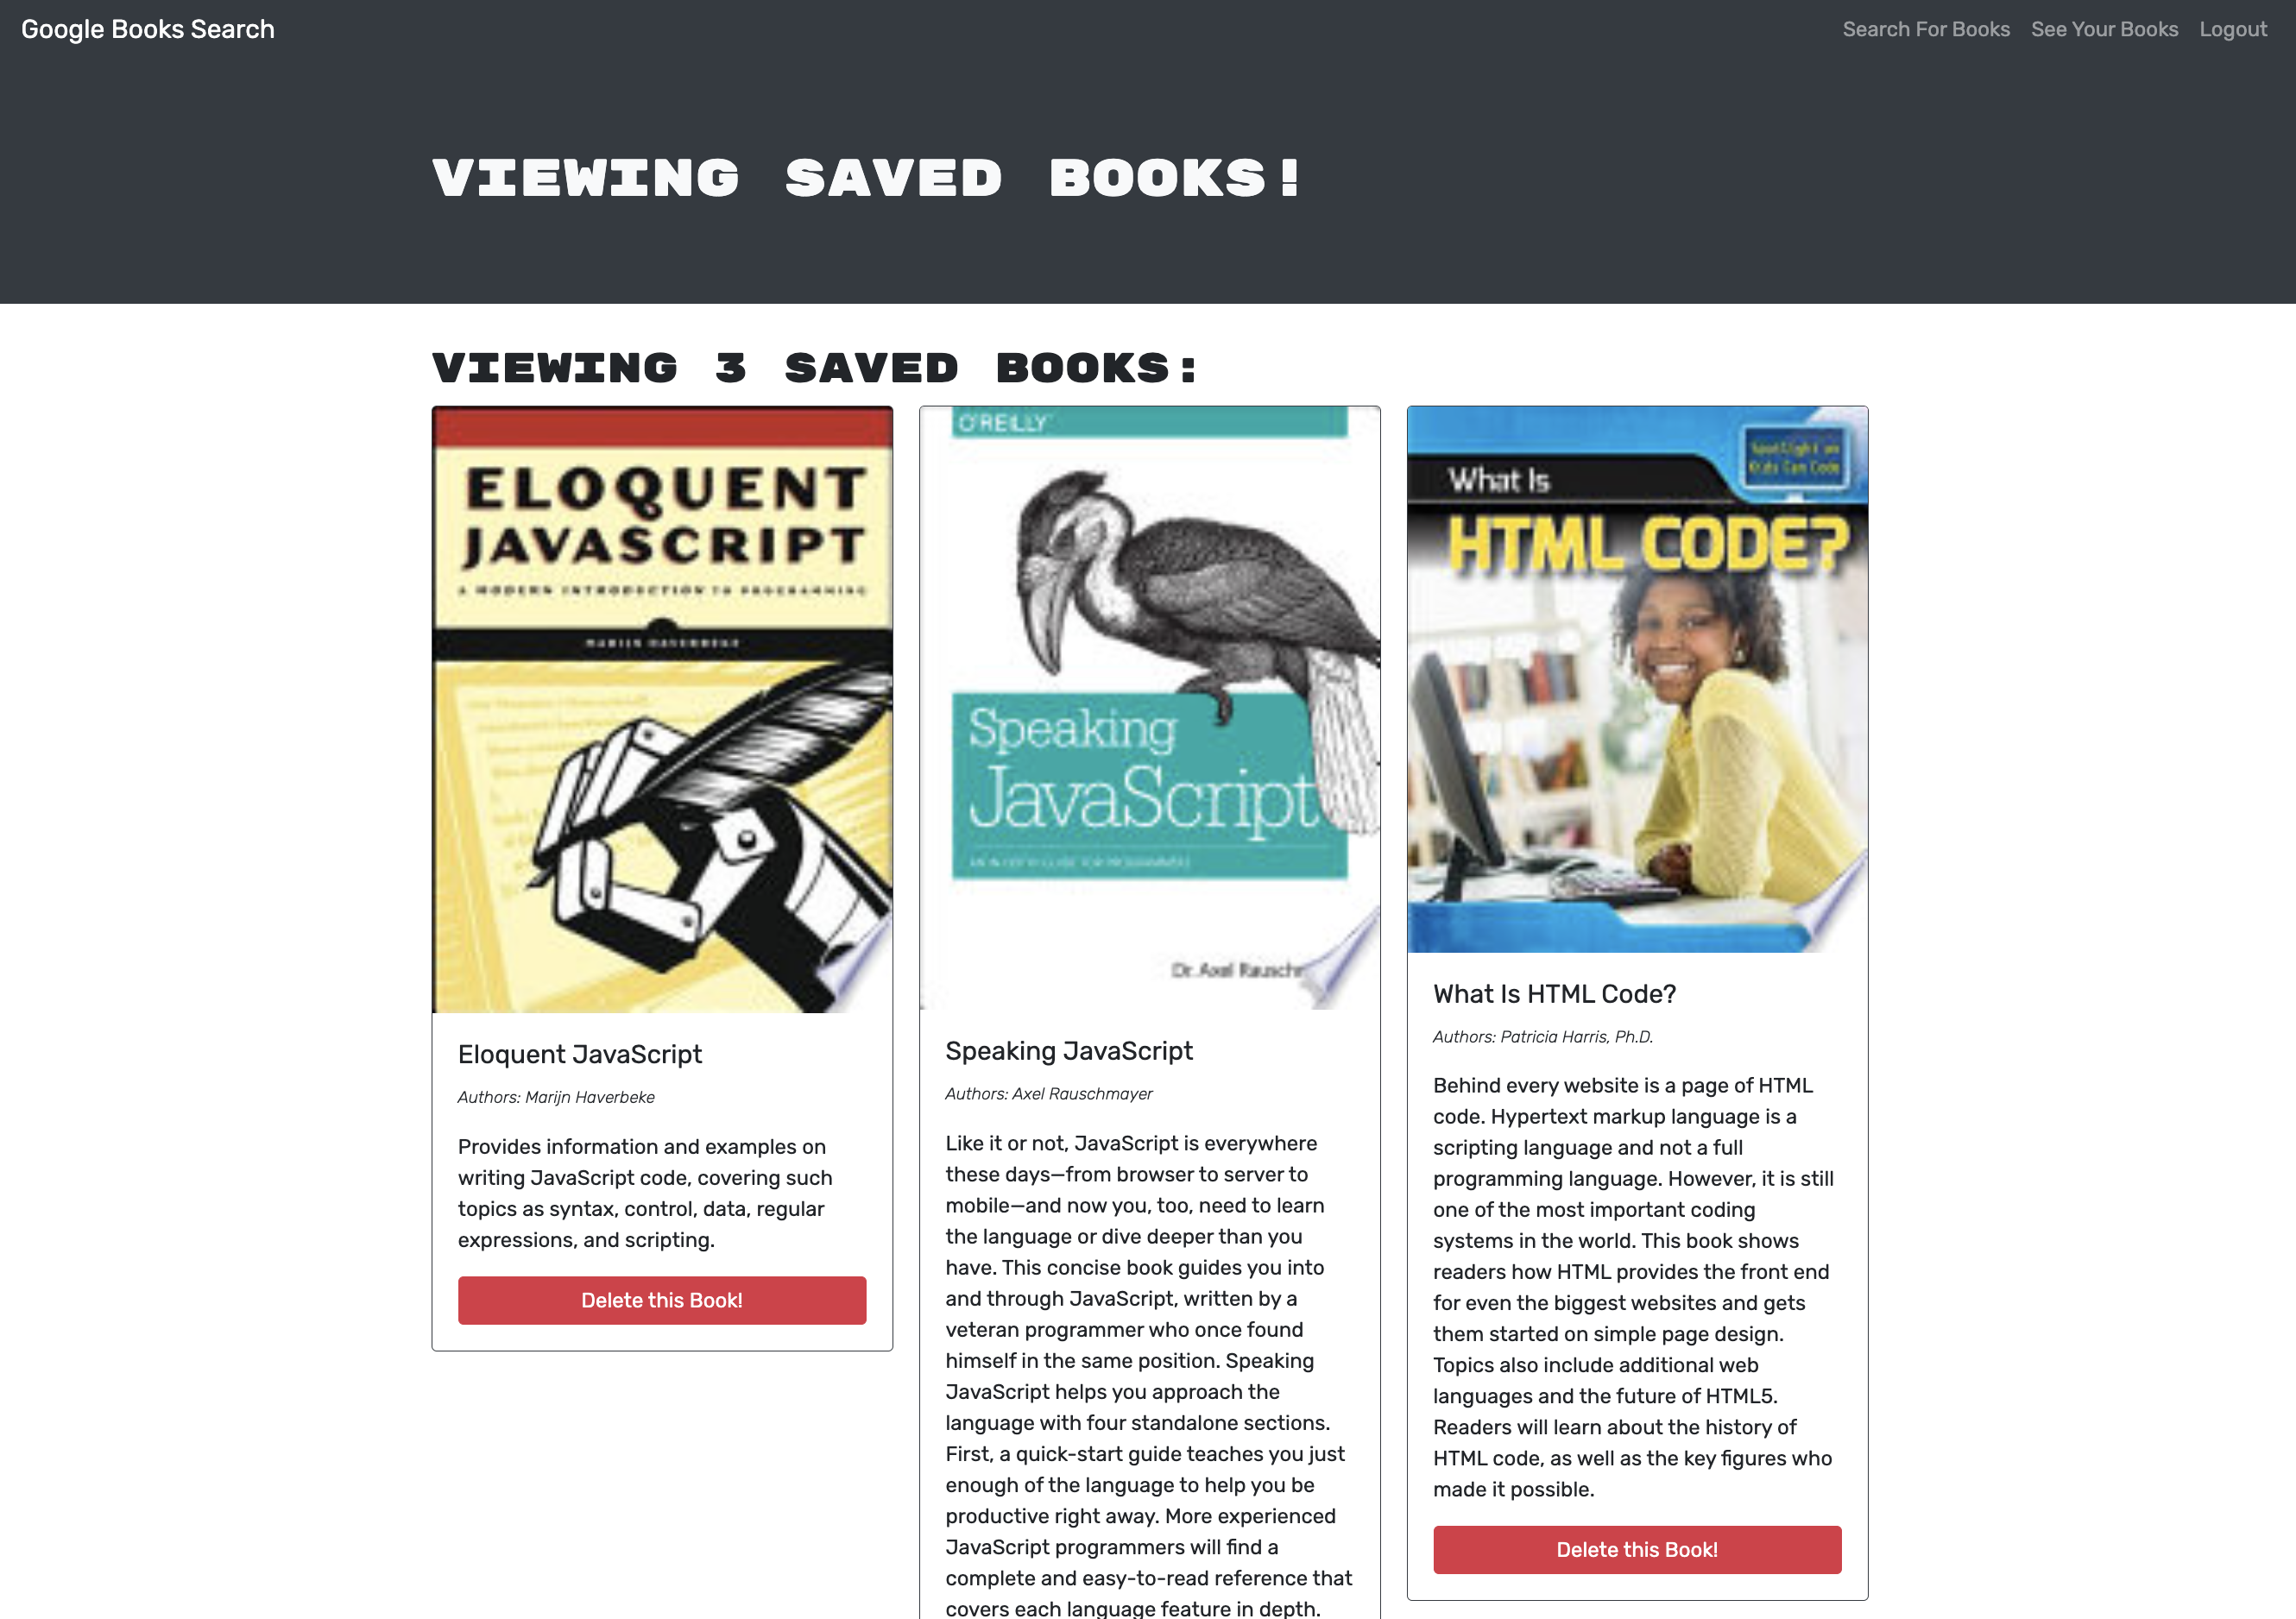 Google Books Search
Search For Books See Your Books Logout
VIEWING SAVED BOOKS!
VIEWING 3 SAVED BOOKS:
ELOQUENT
JAVASCRIPT
A MODERN INTRODUCTION TO PROGRAMMING
MARIJN HAVERBEKE
Eloquent JavaScript
Authors: Marijn Haverbeke
Provides information and examples on
writing JavaScript code, covering such
topics as syntax, control, data, regular
expressions, and scripting.
Delete this Book!
O'REILLY
Speaking
JavaScript
AN IN-DEPTH GUIDE FOR PROGRAMMERS
Dr. Axel
Speaking JavaScript
Authors: Axel Rauschmayer
Like it or not, JavaScript is everywhere
these days—from browser to server to
mobile—and now you, too, need to learn
the language or dive deeper than you
have. This concise book guides you into
and through JavaScript, written by a
veteran programmer who once found
himself in the same position. Speaking
JavaScript helps you approach the
language with four standalone sections.
First, a quick-start guide teaches you just
enough of the language to help you be
productive right away. More experienced
JavaScript programmers will find a
complete and easy-to-read reference that
covers each language feature in depth.
Spotlight on
Kids Can Code
What Is
HTML CODE?
What Is HTML Code?
Authors: Patricia Harris, Ph.D.
Behind every website is a page of HTML
code. Hypertext markup language is a
scripting language and not a full
programming language. However, it is still
one of the most important coding
systems in the world. This book shows
readers how HTML provides the front end
for even the biggest websites and gets
them started on simple page design.
Topics also include additional web
languages and the future of HTML5.
Readers will learn about the history of
HTML code, as well as the key figures who
made it possible.
Delete this Book!